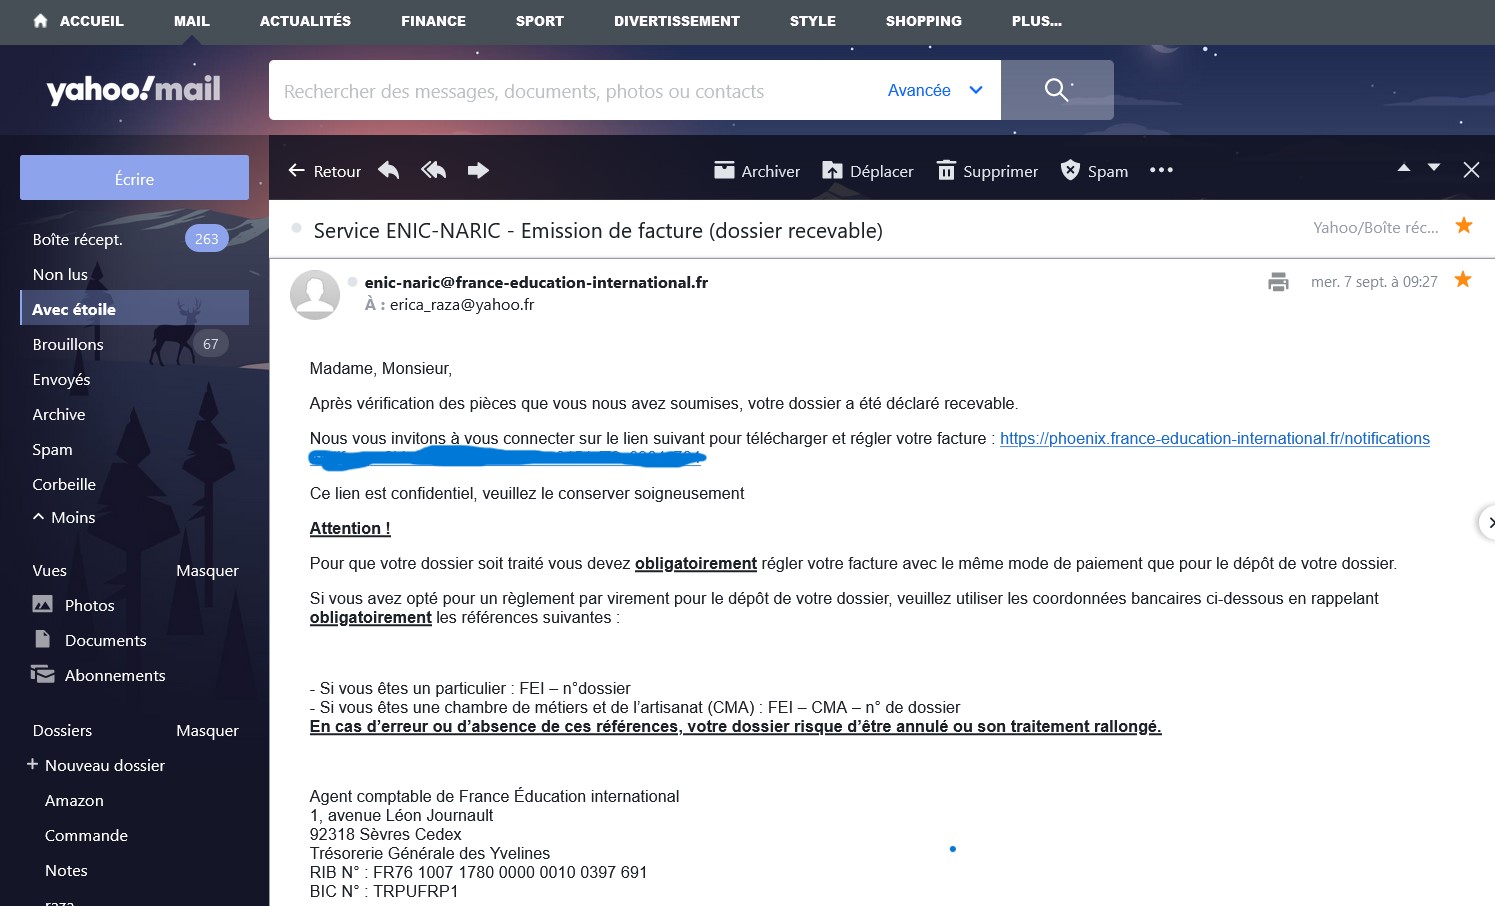 ACCUEIL MAIL ACTUALITÉS FINANCE SPORT DIVERTISSEMENT STYLE SHOPPING PLUS...
yahoo!mail
Rechercher des messages, documents, photos ou contacts Avancée
Écrire
Retour Archiver Déplacer Supprimer Spam
Boîte récept. 263
Non lus
Avec étoile
Brouillons 67
Envoyés
Archive
Spam
Corbeille
Moins
Vues Masquer
Photos
Documents
Abonnements
Dossiers Masquer
+ Nouveau dossier
Amazon
Commande
Notes
raza
Service ENIC-NARIC - Emission de facture (dossier recevable) Yahoo/Boîte réc...
enic-naric@france-education-international.fr mer. 7 sept. à 09:27
À : erica_raza@yahoo.fr
Madame, Monsieur,
Après vérification des pièces que vous nous avez soumises, votre dossier a été déclaré recevable.
Nous vous invitons à vous connecter sur le lien suivant pour télécharger et régler votre facture : https://phoenix.france-education-international.fr/notifications
Ce lien est confidentiel, veuillez le conserver soigneusement
Attention !
Pour que votre dossier soit traité vous devez obligatoirement régler votre facture avec le même mode de paiement que pour le dépôt de votre dossier.
Si vous avez opté pour un règlement par virement pour le dépôt de votre dossier, veuillez utiliser les coordonnées bancaires ci-dessous en rappelant
obligatoirement les références suivantes :
- Si vous êtes un particulier : FEI – n°dossier
- Si vous êtes une chambre de métiers et de l'artisanat (CMA) : FEI – CMA – n° de dossier
En cas d'erreur ou d'absence de ces références, votre dossier risque d'être annulé ou son traitement rallongé.
Agent comptable de France Éducation international
1, avenue Léon Journault
92318 Sèvres Cedex
Trésorerie Générale des Yvelines
RIB N° : FR76 1007 1780 0000 0010 0397 691
BIC N° : TRPUFRP1